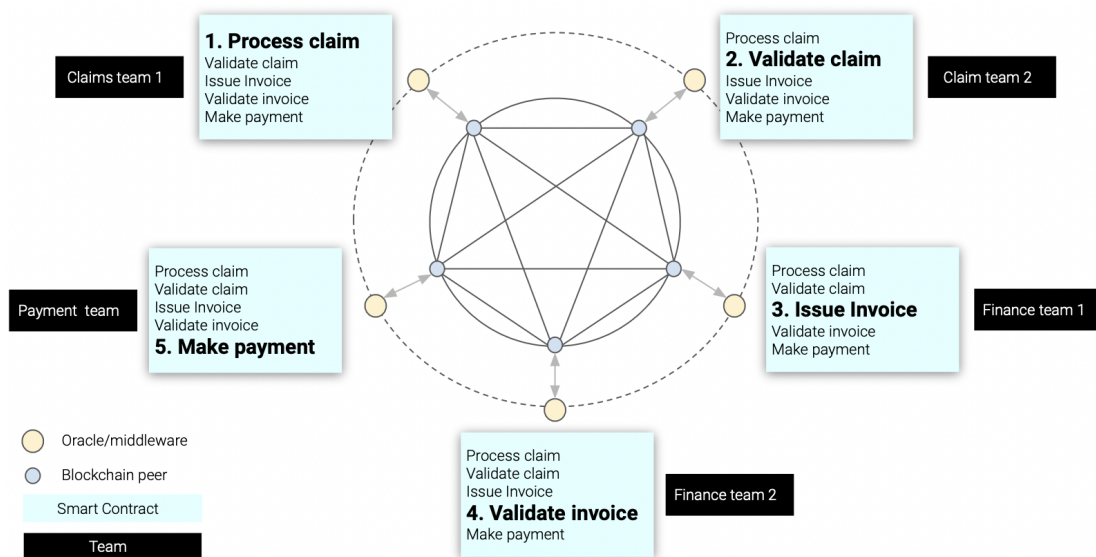 Claims team 1
1. Process claim
Validate claim
Issue Invoice
Validate invoice
Make payment
Process claim
2. Validate claim
Issue Invoice
Validate invoice
Make payment
Claim team 2
Payment team
Process claim
Validate claim
Issue Invoice
Validate invoice
5. Make payment
Process claim
Validate claim
3. Issue Invoice
Validate invoice
Make payment
Finance team 1
Process claim
Validate claim
Issue Invoice
4. Validate invoice
Make payment
Finance team 2
Oracle/middleware
Blockchain peer
Smart Contract
Team